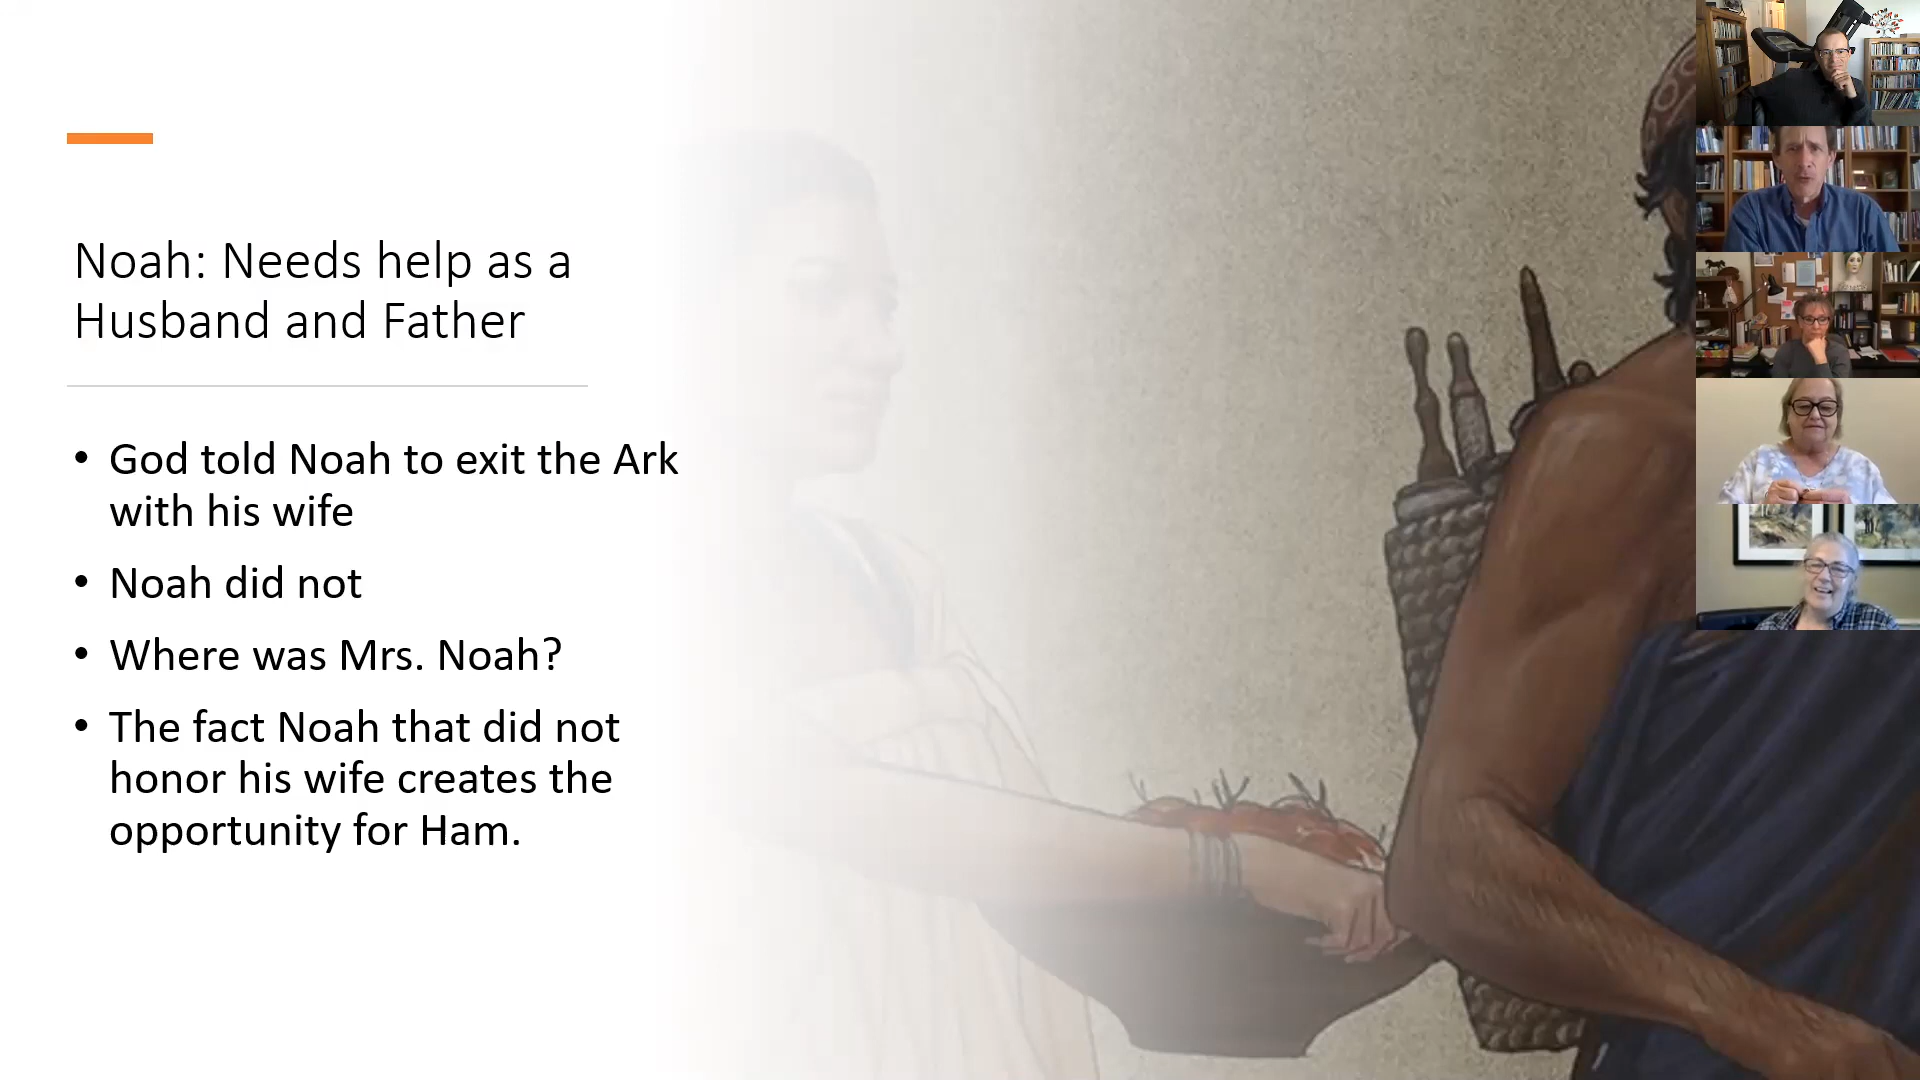 Noah: Needs help as a
Husband and Father
• God told Noah to exit the Ark
with his wife
• Noah did not
• Where was Mrs. Noah?
• The fact Noah that did not
honor his wife creates the
opportunity for Ham.